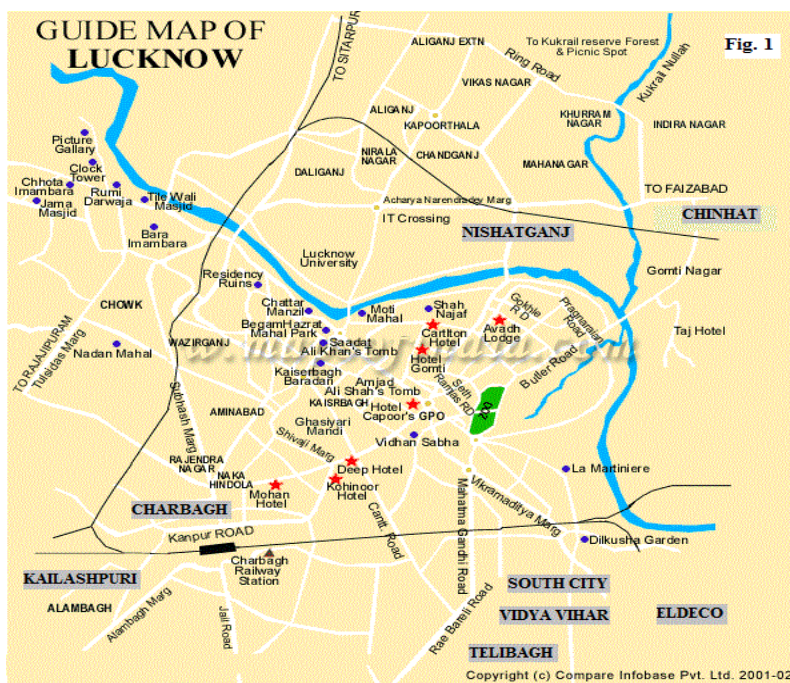 GUIDE MAP OF
LUCKNOW
Fig. 1
TO SITARPUR
ALIGANJ EXTN
Ring Road
To Kukrail reserve Forest
& Picnic Spot
Kukrail Nullah
VIKAS NAGAR
ALIGANJ
KAPOORTHALA
KHURRAM
NAGAR
INDIRA NAGAR
Picture
Gallary
Clock
Tower
Chhota
Imambara
Rumi
Darwaja
Jama
Masjid
Tile Wali
Masjid
Bara
Imambara
NIRALA
NAGAR
CHANDGANJ
MAHANAGAR
DALIGANJ
TO FAIZABAD
Acharya Narendradev Marg
IT Crossing
CHINHAT
NISHATGANJ
Lucknow
University
Gomti Nagar
Residency
Ruins
CHOWK
Chattar
Manzil
Moti
Mahal
Shah
Najaf
Gokhle
R D
Pragnarain
Road
BegamHazrat
Mahal Park
Carlton
Hotel
Avadh
Lodge
Taj Hotel
TO RAJAJIPURAM
Tulsidas Marg
Nadan Mahal
WAZIRGANJ
Saadat
Ali Khan's Tomb
Hotel
Gomti
Butler Road
Kaiserbagh
Baradari
Amjad
Ali Shah's Tomb
Seth
Ramjas RD
Subhash Marg
AMINABAD
KAISRBAGH
Hotel
Capoor's
GPO
ZOO
Ghasiyari
Mandi
Shivaji Marg
Vidhan Sabha
RAJENDRA
NAGAR
NAKA
HINDOLA
Deep Hotel
La Martiniere
Mohan
Hotel
Kohinoor
Hotel
Vikramaditya Marg
Mahatma Gandhi Road
CHARBAGH
Cantt. Road
Kanpur ROAD
Dilkusha Garden
Charbagh
Railway
Station
KAILASHPURI
SOUTH CITY
ALAMBAGH
Alambagh Marg
Jail Road
VIDYA VIHAR
ELDECO
Rae Bareli Road
TELIBAGH
Copyright (c) Compare Infobase Pvt. Ltd. 2001-02